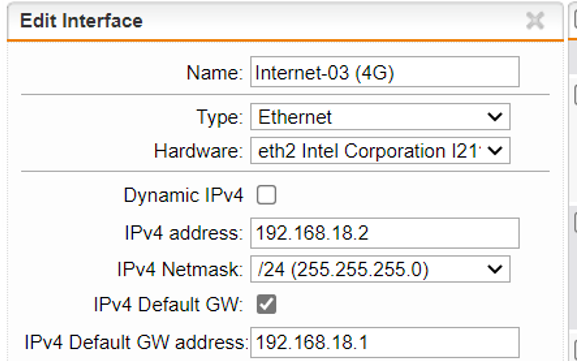 Edit Interface
Name: Internet-03 (4G)
Type: Ethernet
Hardware: eth2 Intel Corporation I21
Dynamic IPv4
IPv4 address: 192.168.18.2
IPv4 Netmask: /24 (255.255.255.0)
IPv4 Default GW:
IPv4 Default GW address: 192.168.18.1